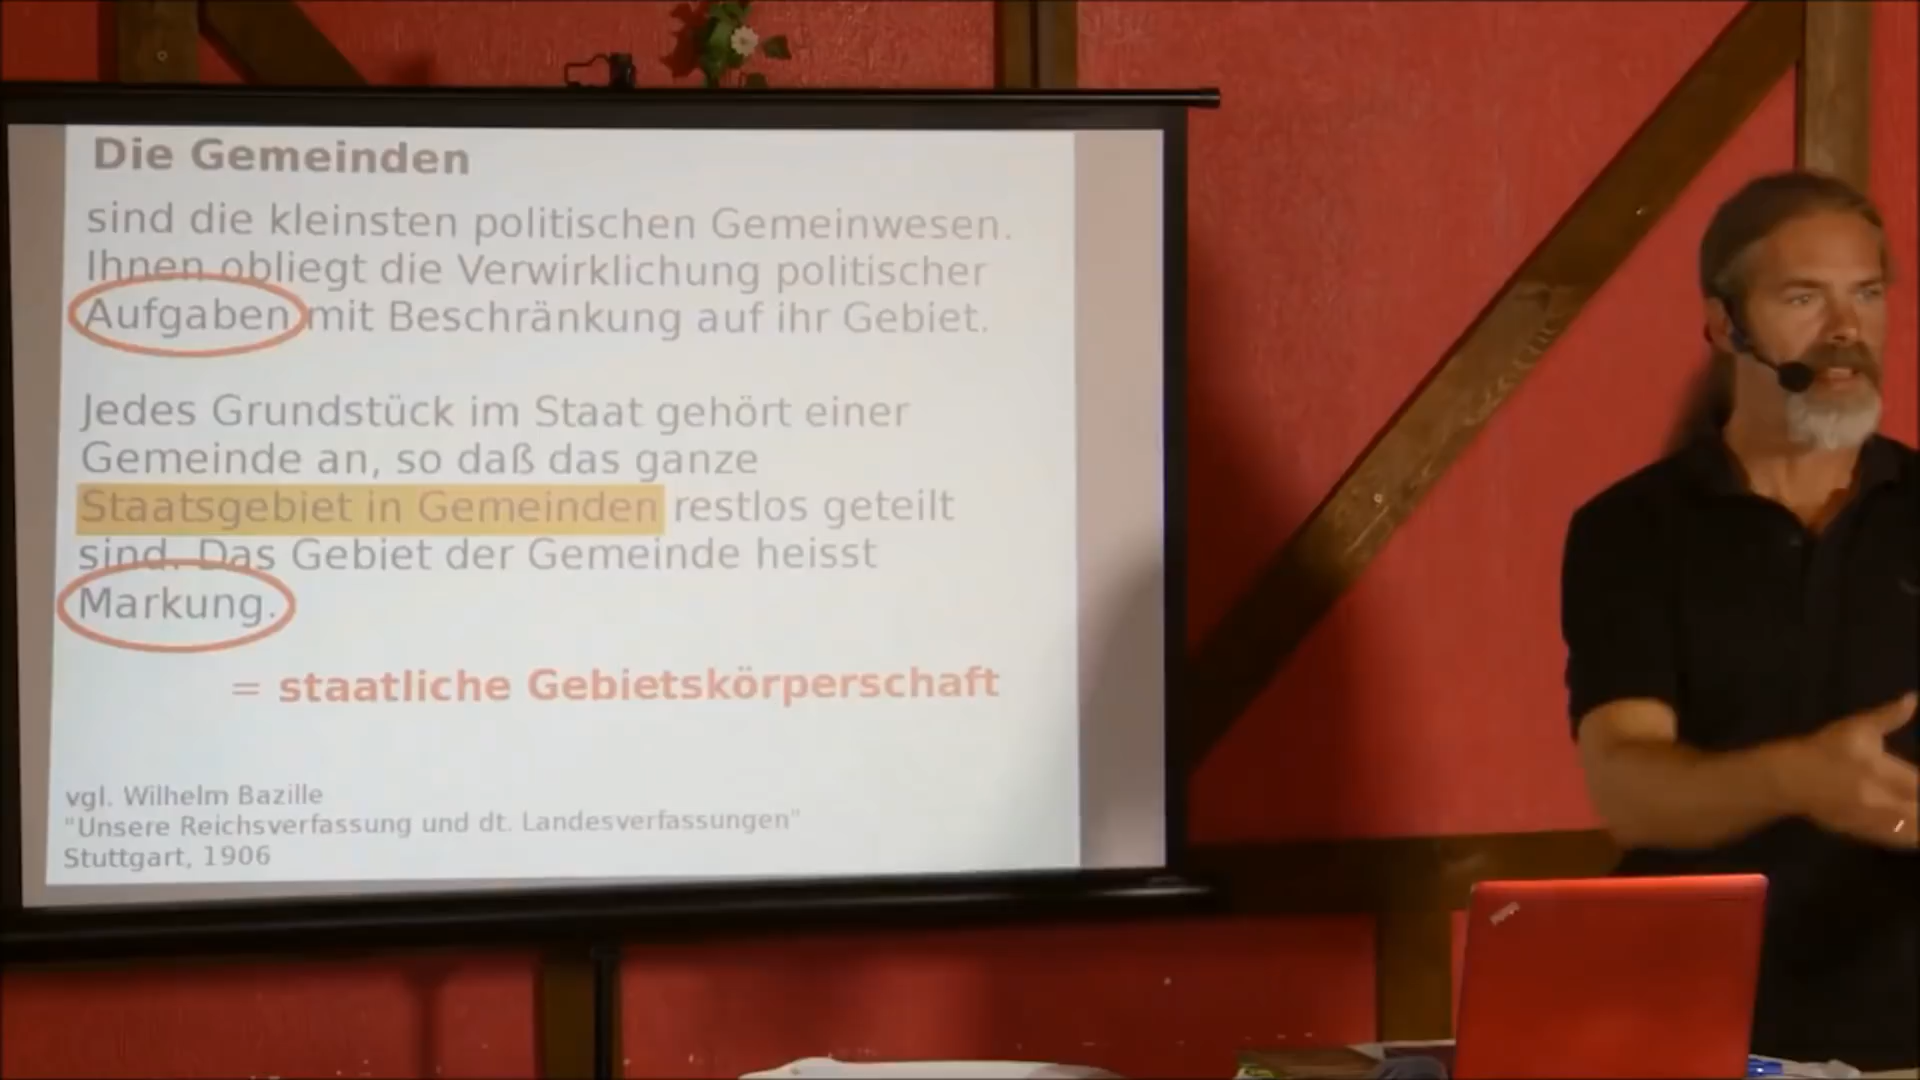 Die Gemeinden
sind die kleinsten politischen Gemeinwesen.
Ihnen obliegt die Verwirklichung politischer
Aufgaben mit Beschränkung auf ihr Gebiet.
Jedes Grundstück im Staat gehört einer
Gemeinde an, so daß das ganze
Staatsgebiet in Gemeinden restlos geteilt
sind. Das Gebiet der Gemeinde heisst
Markung.
= staatliche Gebietskörperschaft
vgl. Wilhelm Bazille
"Unsere Reichsverfassung und dt. Landesverfassungen"
Stuttgart, 1906